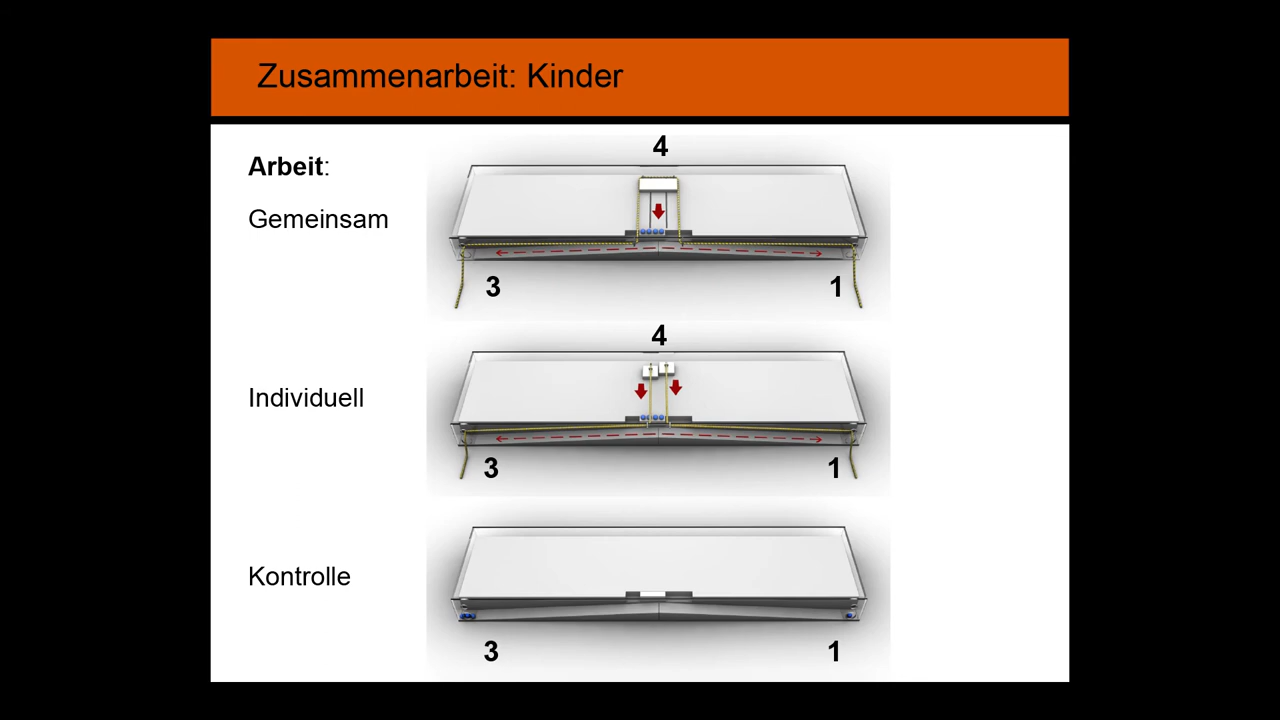 Zusammenarbeit: Kinder
Arbeit:
4
Gemeinsam
3 1
4
Individuell
3 1
Kontrolle
3 1